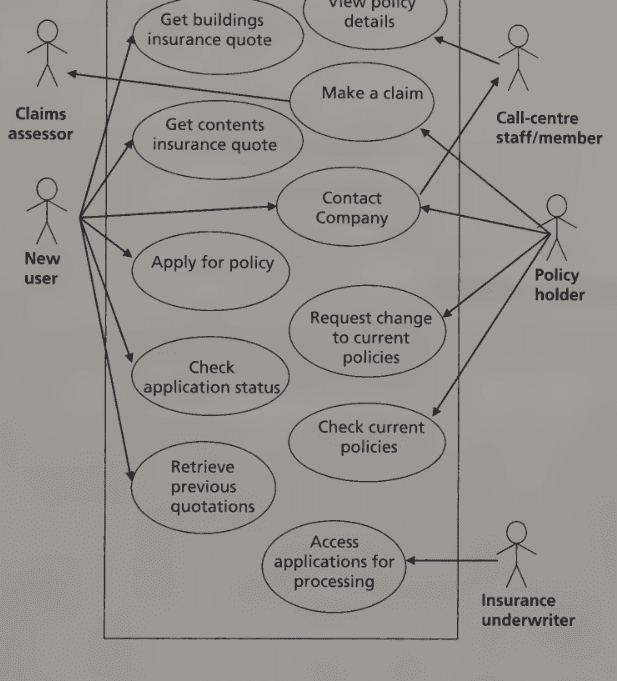 View policy
details
Get buildings
insurance quote
Make a claim
Claims
assessor
Call-centre
staff/member
Get contents
insurance quote
Contact
Company
New
user
Apply for policy
Policy
holder
Request change
to current
policies
Check
application status
Check current
policies
Retrieve
previous
quotations
Access
applications for
processing
Insurance
underwriter